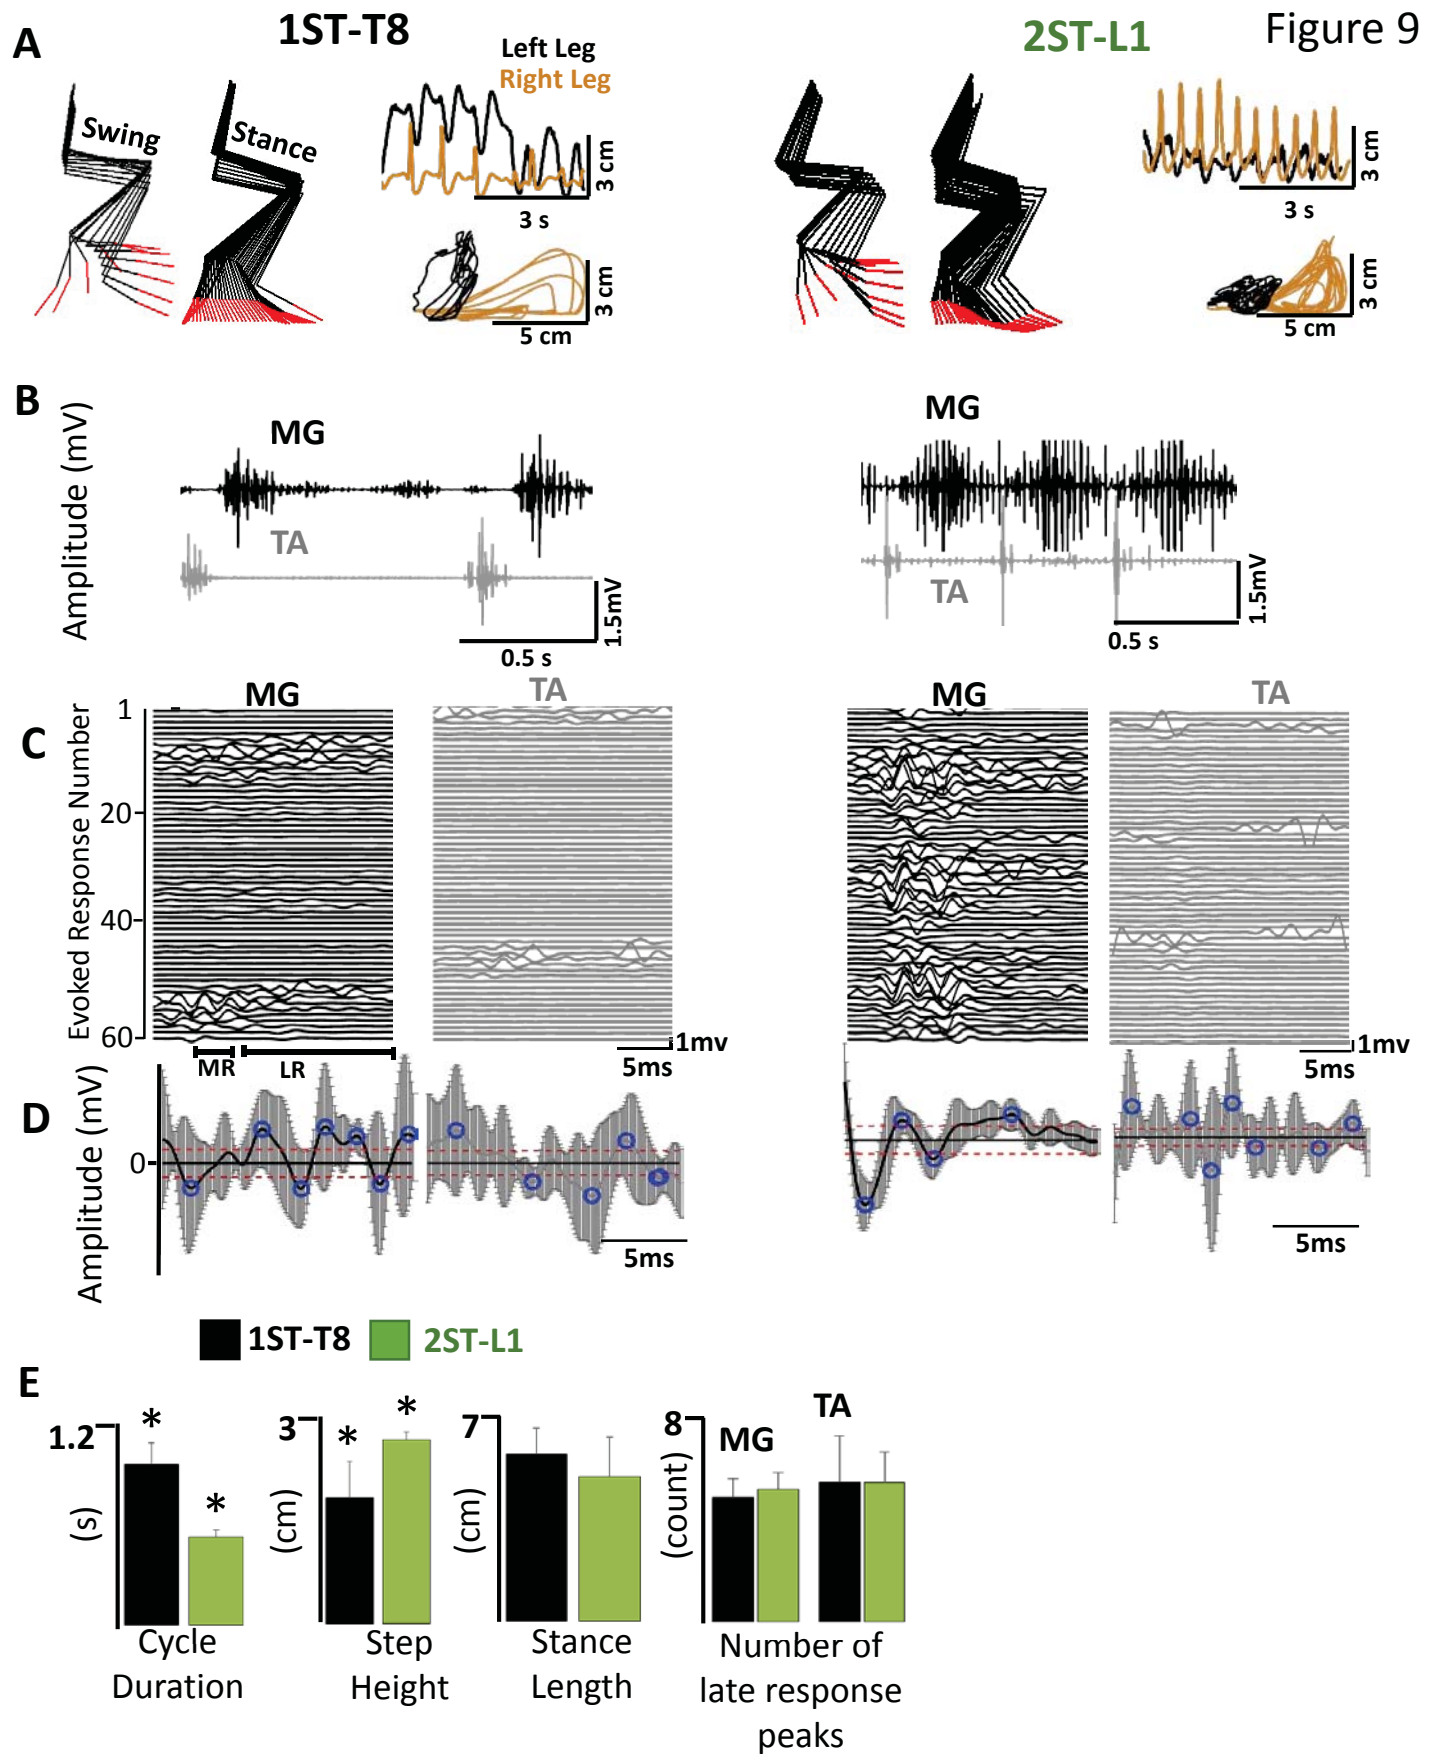 Figure 9
A
1ST-T8
2ST-L1
Left Leg
Right Leg
Swing
Stance
3 cm
3 s
3 cm
5 cm
3 cm
3 s
3 cm
5 cm
B
Amplitude (mV)
MG
TA
1.5mV
0.5 s
MG
TA
1.5mV
0.5 s
C
Evoked Response Number
1
20
40
60
MG
TA
MG
TA
MR
LR
1mv
5ms
1mv
5ms
D
Amplitude (mV)
0
5ms
5ms
1ST-T8
2ST-L1
E
1.2
(s)
*
*
Cycle
Duration
3
(cm)
*
*
Step
Height
7
(cm)
Stance
Length
8
(count)
MG
TA
Number of
late response
peaks